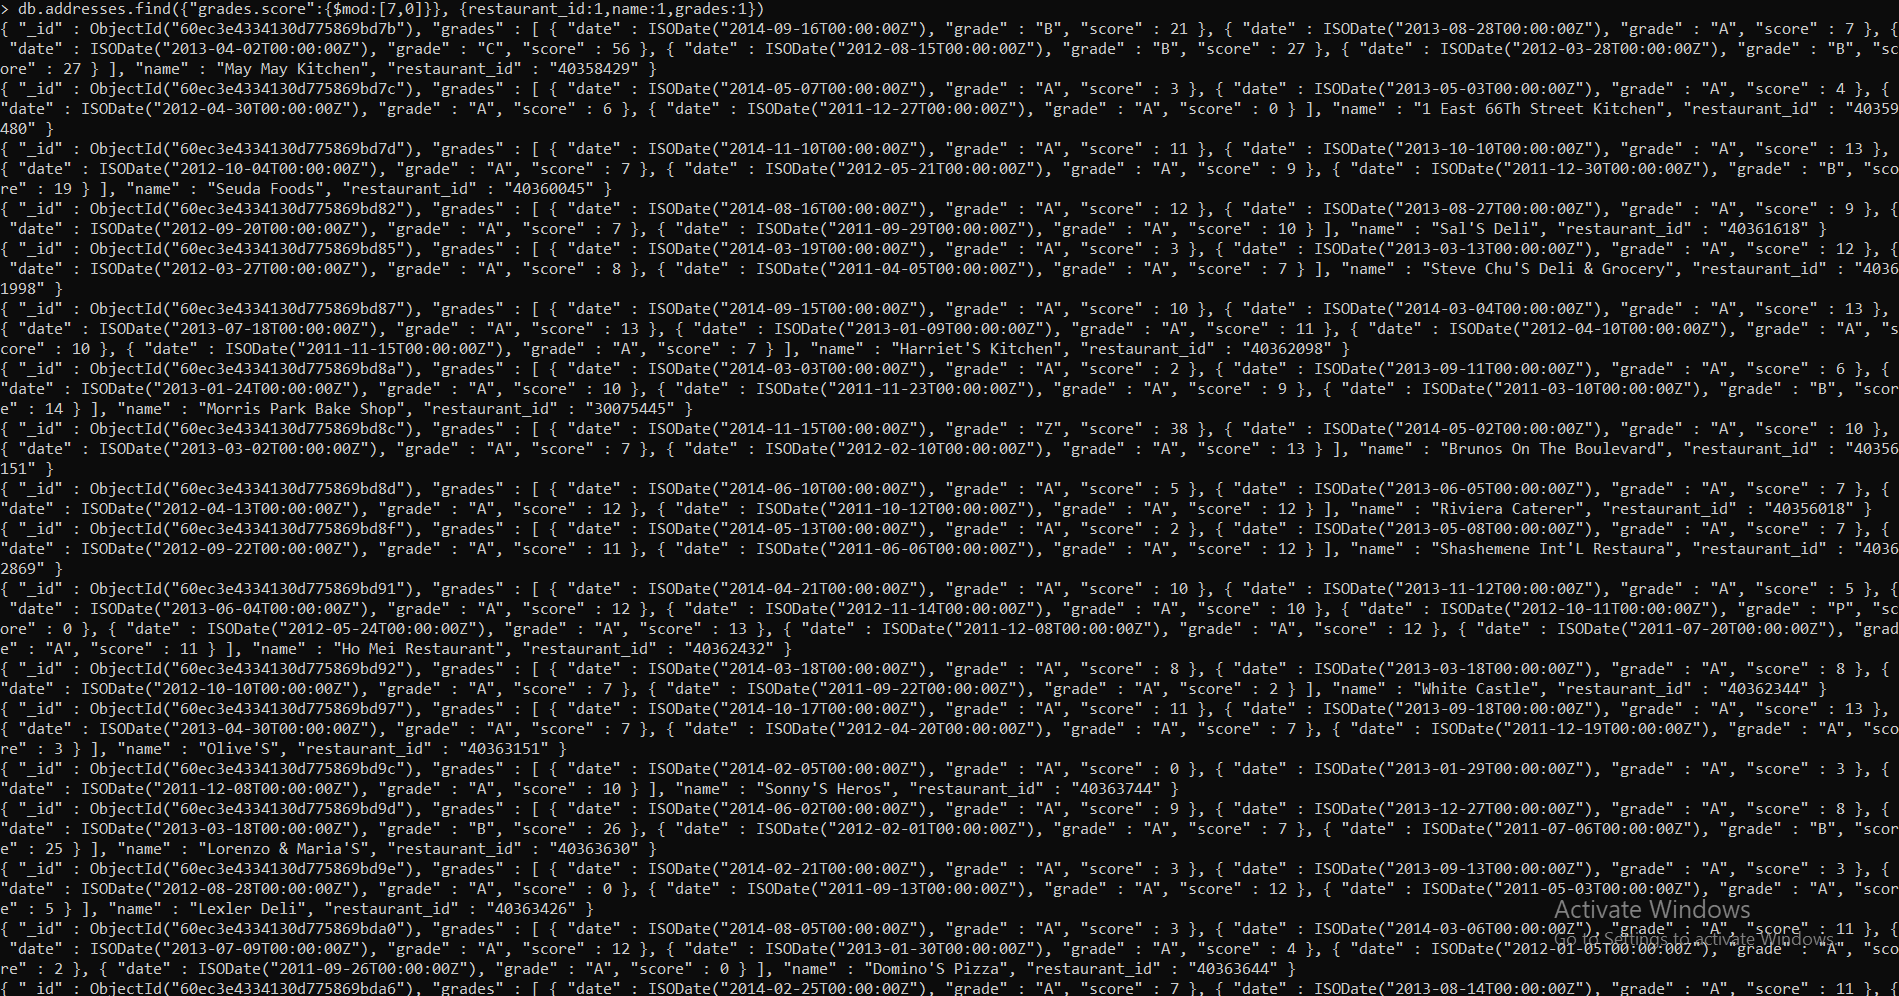 > db.addresses.find({"grades.score":{$mod:[7,0]}}, {restaurant_id:1,name:1,grades:1})
{ "_id" : ObjectId("60ec3e4334130d775869bd7b"), "grades" : [ { "date" : ISODate("2014-09-16T00:00:00Z"), "grade" : "B", "score" : 21 }, { "date" : ISODate("2013-08-28T00:00:00Z"), "grade" : "A", "score" : 7 }, {
 "date" : ISODate("2013-04-02T00:00:00Z"), "grade" : "C", "score" : 56 }, { "date" : ISODate("2012-08-15T00:00:00Z"), "grade" : "B", "score" : 27 }, { "date" : ISODate("2012-03-28T00:00:00Z"), "grade" : "B", "sc
ore" : 27 } ], "name" : "May May Kitchen", "restaurant_id" : "40358429" }
{ "_id" : ObjectId("60ec3e4334130d775869bd7c"), "grades" : [ { "date" : ISODate("2014-05-07T00:00:00Z"), "grade" : "A", "score" : 3 }, { "date" : ISODate("2013-05-03T00:00:00Z"), "grade" : "A", "score" : 4 }, {
"date" : ISODate("2012-04-30T00:00:00Z"), "grade" : "A", "score" : 6 }, { "date" : ISODate("2011-12-27T00:00:00Z"), "grade" : "A", "score" : 0 } ], "name" : "1 East 66Th Street Kitchen", "restaurant_id" : "40359
480" }
{ "_id" : ObjectId("60ec3e4334130d775869bd7d"), "grades" : [ { "date" : ISODate("2014-11-10T00:00:00Z"), "grade" : "A", "score" : 11 }, { "date" : ISODate("2013-10-10T00:00:00Z"), "grade" : "A", "score" : 13 },
{ "date" : ISODate("2012-10-04T00:00:00Z"), "grade" : "A", "score" : 7 }, { "date" : ISODate("2012-05-21T00:00:00Z"), "grade" : "A", "score" : 9 }, { "date" : ISODate("2011-12-30T00:00:00Z"), "grade" : "B", "sco
re" : 19 } ], "name" : "Seuda Foods", "restaurant_id" : "40360045" }
{ "_id" : ObjectId("60ec3e4334130d775869bd82"), "grades" : [ { "date" : ISODate("2014-08-16T00:00:00Z"), "grade" : "A", "score" : 12 }, { "date" : ISODate("2013-08-27T00:00:00Z"), "grade" : "A", "score" : 9 }, {
 "date" : ISODate("2012-09-20T00:00:00Z"), "grade" : "A", "score" : 7 }, { "date" : ISODate("2011-09-29T00:00:00Z"), "grade" : "A", "score" : 10 } ], "name" : "Sal'S Deli", "restaurant_id" : "40361618" }
{ "_id" : ObjectId("60ec3e4334130d775869bd85"), "grades" : [ { "date" : ISODate("2014-03-19T00:00:00Z"), "grade" : "A", "score" : 3 }, { "date" : ISODate("2013-03-13T00:00:00Z"), "grade" : "A", "score" : 12 }, {
 "date" : ISODate("2012-03-27T00:00:00Z"), "grade" : "A", "score" : 8 }, { "date" : ISODate("2011-04-05T00:00:00Z"), "grade" : "A", "score" : 7 } ], "name" : "Steve Chu'S Deli & Grocery", "restaurant_id" : "4036
1998" }
{ "_id" : ObjectId("60ec3e4334130d775869bd87"), "grades" : [ { "date" : ISODate("2014-09-15T00:00:00Z"), "grade" : "A", "score" : 10 }, { "date" : ISODate("2014-03-04T00:00:00Z"), "grade" : "A", "score" : 13 },
{ "date" : ISODate("2013-07-18T00:00:00Z"), "grade" : "A", "score" : 13 }, { "date" : ISODate("2013-01-09T00:00:00Z"), "grade" : "A", "score" : 11 }, { "date" : ISODate("2012-04-10T00:00:00Z"), "grade" : "A", "s
core" : 10 }, { "date" : ISODate("2011-11-15T00:00:00Z"), "grade" : "A", "score" : 7 } ], "name" : "Harriet'S Kitchen", "restaurant_id" : "40362098" }
{ "_id" : ObjectId("60ec3e4334130d775869bd8a"), "grades" : [ { "date" : ISODate("2014-03-03T00:00:00Z"), "grade" : "A", "score" : 2 }, { "date" : ISODate("2013-09-11T00:00:00Z"), "grade" : "A", "score" : 6 }, {
"date" : ISODate("2013-01-24T00:00:00Z"), "grade" : "A", "score" : 10 }, { "date" : ISODate("2011-11-23T00:00:00Z"), "grade" : "A", "score" : 9 }, { "date" : ISODate("2011-03-10T00:00:00Z"), "grade" : "B", "scor
e" : 14 } ], "name" : "Morris Park Bake Shop", "restaurant_id" : "30075445" }
{ "_id" : ObjectId("60ec3e4334130d775869bd8c"), "grades" : [ { "date" : ISODate("2014-11-15T00:00:00Z"), "grade" : "Z", "score" : 38 }, { "date" : ISODate("2014-05-02T00:00:00Z"), "grade" : "A", "score" : 10 },
{ "date" : ISODate("2013-03-02T00:00:00Z"), "grade" : "A", "score" : 7 }, { "date" : ISODate("2012-02-10T00:00:00Z"), "grade" : "A", "score" : 13 } ], "name" : "Brunos On The Boulevard", "restaurant_id" : "40356
151" }
{ "_id" : ObjectId("60ec3e4334130d775869bd8d"), "grades" : [ { "date" : ISODate("2014-06-10T00:00:00Z"), "grade" : "A", "score" : 5 }, { "date" : ISODate("2013-06-05T00:00:00Z"), "grade" : "A", "score" : 7 }, {
"date" : ISODate("2012-04-13T00:00:00Z"), "grade" : "A", "score" : 12 }, { "date" : ISODate("2011-10-12T00:00:00Z"), "grade" : "A", "score" : 12 } ], "name" : "Riviera Caterer", "restaurant_id" : "40356018" }
{ "_id" : ObjectId("60ec3e4334130d775869bd8f"), "grades" : [ { "date" : ISODate("2014-05-13T00:00:00Z"), "grade" : "A", "score" : 2 }, { "date" : ISODate("2013-05-08T00:00:00Z"), "grade" : "A", "score" : 7 }, {
"date" : ISODate("2012-09-22T00:00:00Z"), "grade" : "A", "score" : 11 }, { "date" : ISODate("2011-06-06T00:00:00Z"), "grade" : "A", "score" : 12 } ], "name" : "Shashemene Int'L Restaura", "restaurant_id" : "4036
2869" }
{ "_id" : ObjectId("60ec3e4334130d775869bd91"), "grades" : [ { "date" : ISODate("2014-04-21T00:00:00Z"), "grade" : "A", "score" : 10 }, { "date" : ISODate("2013-11-12T00:00:00Z"), "grade" : "A", "score" : 5 }, {
 "date" : ISODate("2013-06-04T00:00:00Z"), "grade" : "A", "score" : 12 }, { "date" : ISODate("2012-11-14T00:00:00Z"), "grade" : "A", "score" : 10 }, { "date" : ISODate("2012-10-11T00:00:00Z"), "grade" : "P", "sc
ore" : 0 }, { "date" : ISODate("2012-05-24T00:00:00Z"), "grade" : "A", "score" : 13 }, { "date" : ISODate("2011-12-08T00:00:00Z"), "grade" : "A", "score" : 12 }, { "date" : ISODate("2011-07-20T00:00:00Z"), "grad
e" : "A", "score" : 11 } ], "name" : "Ho Mei Restaurant", "restaurant_id" : "40362432" }
{ "_id" : ObjectId("60ec3e4334130d775869bd92"), "grades" : [ { "date" : ISODate("2014-03-18T00:00:00Z"), "grade" : "A", "score" : 8 }, { "date" : ISODate("2013-03-18T00:00:00Z"), "grade" : "A", "score" : 8 }, {
"date" : ISODate("2012-10-10T00:00:00Z"), "grade" : "A", "score" : 7 }, { "date" : ISODate("2011-09-22T00:00:00Z"), "grade" : "A", "score" : 2 } ], "name" : "White Castle", "restaurant_id" : "40362344" }
{ "_id" : ObjectId("60ec3e4334130d775869bd97"), "grades" : [ { "date" : ISODate("2014-10-17T00:00:00Z"), "grade" : "A", "score" : 11 }, { "date" : ISODate("2013-09-18T00:00:00Z"), "grade" : "A", "score" : 13 },
{ "date" : ISODate("2013-04-30T00:00:00Z"), "grade" : "A", "score" : 7 }, { "date" : ISODate("2012-04-20T00:00:00Z"), "grade" : "A", "score" : 7 }, { "date" : ISODate("2011-12-19T00:00:00Z"), "grade" : "A", "sco
re" : 3 } ], "name" : "Olive'S", "restaurant_id" : "40363151" }
{ "_id" : ObjectId("60ec3e4334130d775869bd9c"), "grades" : [ { "date" : ISODate("2014-02-05T00:00:00Z"), "grade" : "A", "score" : 0 }, { "date" : ISODate("2013-01-29T00:00:00Z"), "grade" : "A", "score" : 3 }, {
"date" : ISODate("2011-12-08T00:00:00Z"), "grade" : "A", "score" : 10 } ], "name" : "Sonny'S Heros", "restaurant_id" : "40363744" }
{ "_id" : ObjectId("60ec3e4334130d775869bd9d"), "grades" : [ { "date" : ISODate("2014-06-02T00:00:00Z"), "grade" : "A", "score" : 9 }, { "date" : ISODate("2013-12-27T00:00:00Z"), "grade" : "A", "score" : 8 }, {
"date" : ISODate("2013-03-18T00:00:00Z"), "grade" : "B", "score" : 26 }, { "date" : ISODate("2012-02-01T00:00:00Z"), "grade" : "A", "score" : 7 }, { "date" : ISODate("2011-07-06T00:00:00Z"), "grade" : "B", "scor
e" : 25 } ], "name" : "Lorenzo & Maria'S", "restaurant_id" : "40363630" }
{ "_id" : ObjectId("60ec3e4334130d775869bd9e"), "grades" : [ { "date" : ISODate("2014-02-21T00:00:00Z"), "grade" : "A", "score" : 3 }, { "date" : ISODate("2013-09-13T00:00:00Z"), "grade" : "A", "score" : 3 }, {
"date" : ISODate("2012-08-28T00:00:00Z"), "grade" : "A", "score" : 0 }, { "date" : ISODate("2011-09-13T00:00:00Z"), "grade" : "A", "score" : 12 }, { "date" : ISODate("2011-05-03T00:00:00Z"), "grade" : "A", "scor
e" : 5 } ], "name" : "Lexler Deli", "restaurant_id" : "40363426" }
Activate Windows
{ "_id" : ObjectId("60ec3e4334130d775869bda0"), "grades" : [ { "date" : ISODate("2014-08-05T00:00:00Z"), "grade" : "A", "score" : 3 }, { "date" : ISODate("2014-03-06T00:00:00Z"), "grade" : "A", "score" : 11 }, {
Go to Settings to activate Windows.
 "date" : ISODate("2013-07-09T00:00:00Z"), "grade" : "A", "score" : 12 }, { "date" : ISODate("2013-01-30T00:00:00Z"), "grade" : "A", "score" : 4 }, { "date" : ISODate("2012-01-05T00:00:00Z"), "grade" : "A", "sco
re" : 2 }, { "date" : ISODate("2011-09-26T00:00:00Z"), "grade" : "A", "score" : 0 } ], "name" : "Domino'S Pizza", "restaurant_id" : "40363644" }
{ "_id" : ObjectId("60ec3e4334130d775869bda6"), "grades" : [ { "date" : ISODate("2014-02-25T00:00:00Z"), "grade" : "A", "score" : 7 }, { "date" : ISODate("2013-08-14T00:00:00Z"), "grade" : "A", "score" : 11 }, {